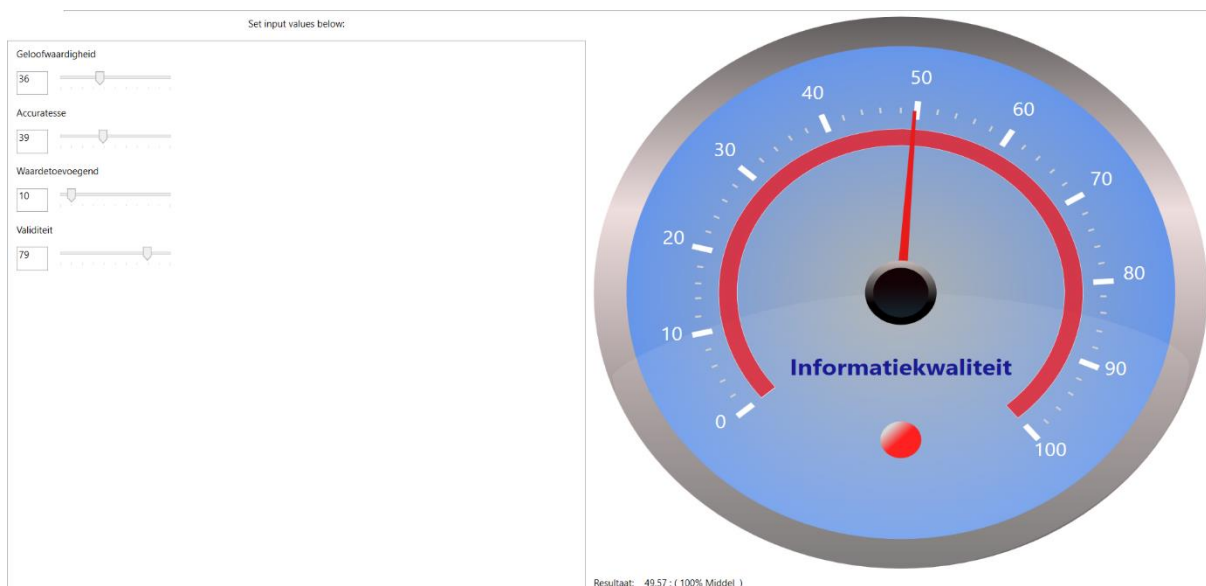 Set input values below:
Geloofwaardigheid
36
Accuratesse
39
Waardetoevoegend
10
Validiteit
79
0
10
20
30
40
50
60
70
80
90
100
Informatiekwaliteit
Resultaat: 49.57 : ( 100% Middel )